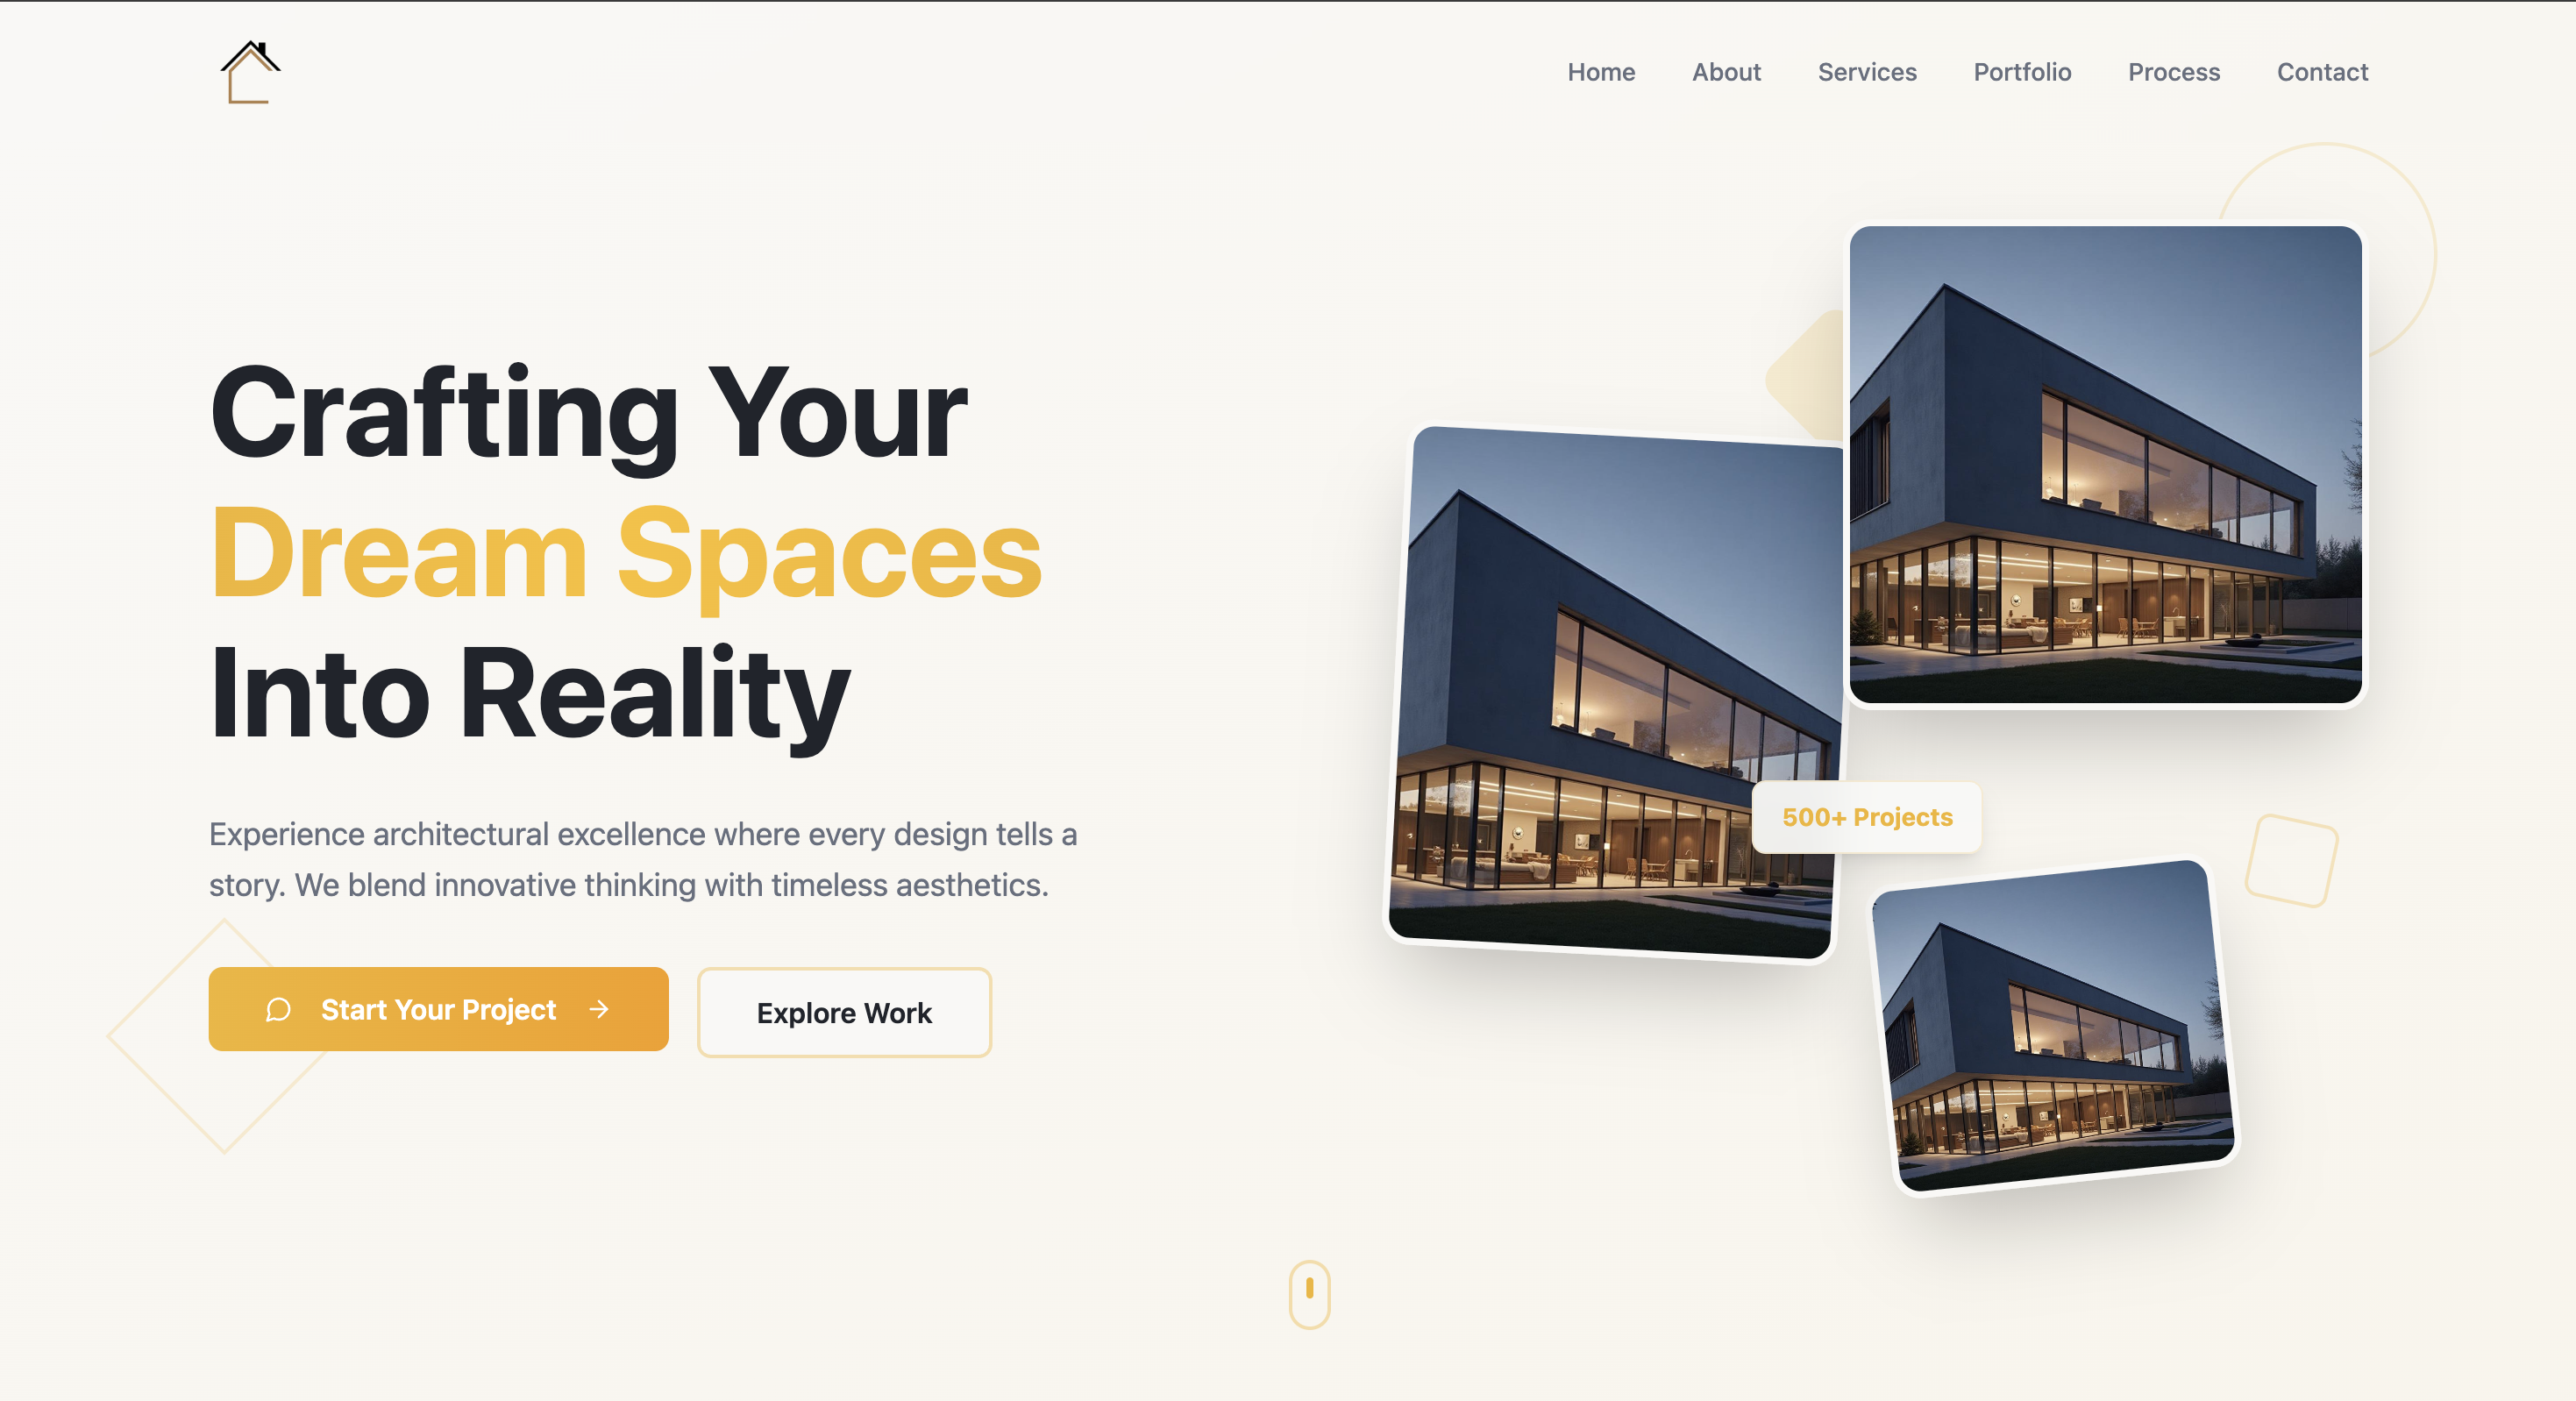 Home
About
Services
Portfolio
Process
Contact
Crafting Your
Dream Spaces
Into Reality
Experience architectural excellence where every design tells a
story. We blend innovative thinking with timeless aesthetics.
Start Your Project
Explore Work
500+ Projects